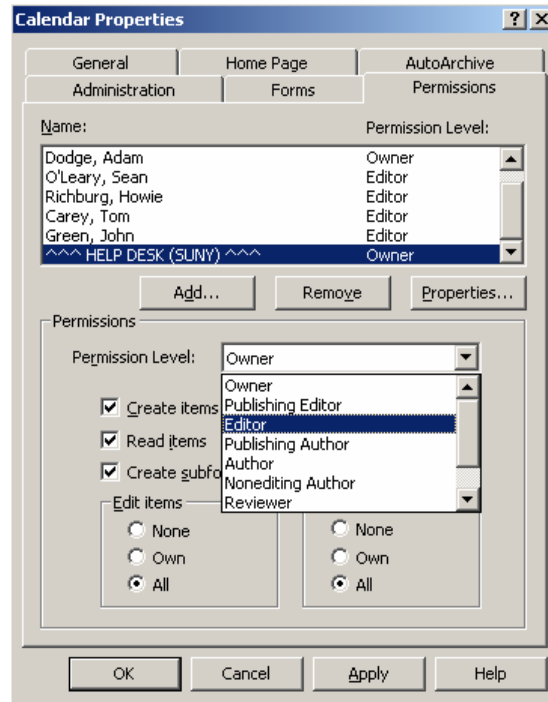 Calendar Properties
? X
General Home Page AutoArchive
Administration Forms Permissions
Name: Permission Level:
Dodge, Adam Owner
O'Leary, Sean Editor
Richburg, Howie Editor
Carey, Tom Editor
Green, John Editor
^^^ HELP DESK (SUNY) ^^^ Owner
Add... Remove Properties...
Permissions
Permission Level: Owner
Owner
Create items Publishing Editor
Editor
Read items Publishing Author
Author
Create subfo Nonediting Author
Edit items Reviewer
None None
Own Own
All All
OK Cancel Apply Help